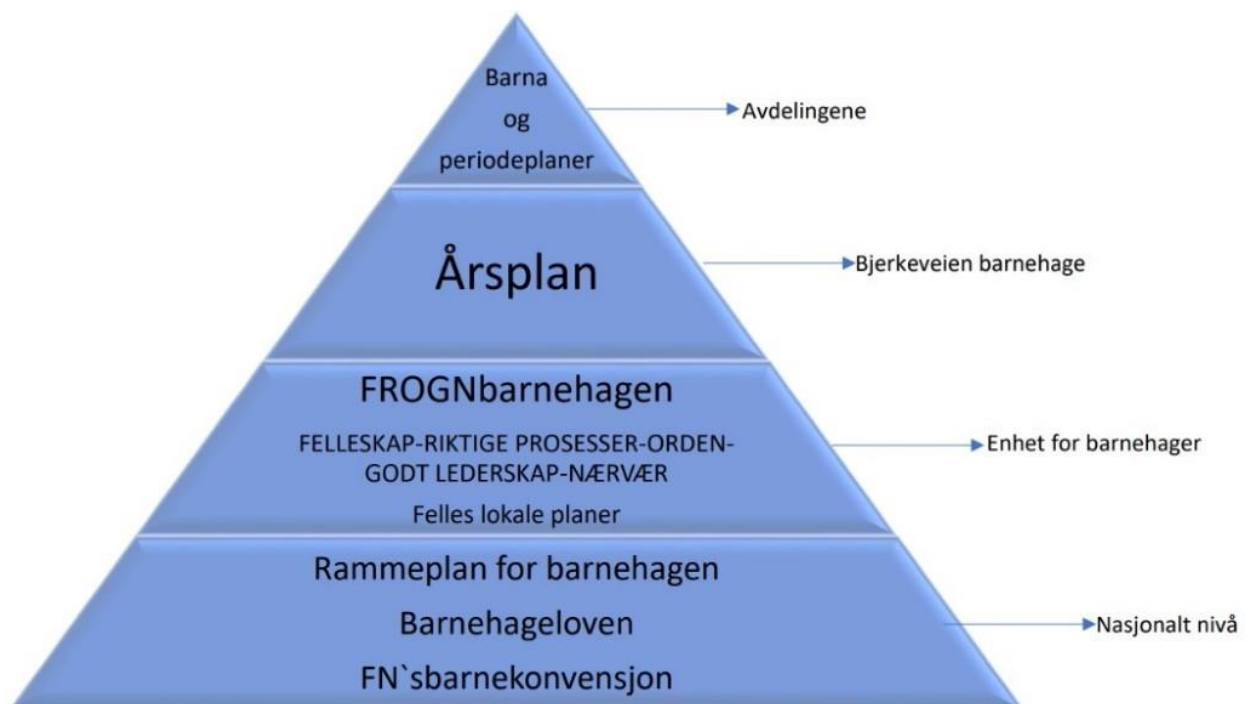 Barna
og
periodeplaner
Avdelingene
Årsplan
Bjerkeveien barnehage
FROGNbarnehagen
FELLESKAP-RIKTIGE PROSESSER-ORDEN-
GODT LEDERSKAP-NÆRVÆR
Felles lokale planer
Enhet for barnehager
Rammeplan for barnehagen
Barnehageloven
FN`sbarnekonvensjon
Nasjonalt nivå